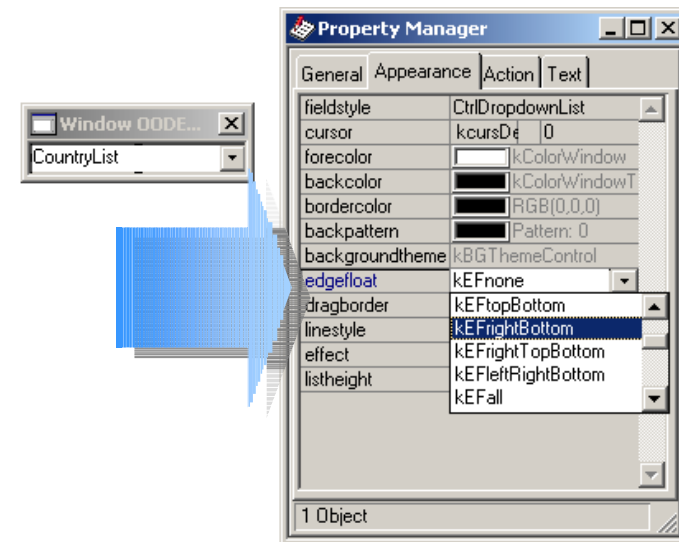 Property Manager
General Appearance Action Text
Window OODE...
CountryList
fieldstyle CtrlDropdownList
cursor kcursDe 0
forecolor kColorWindow
backcolor kColorWindowT
bordercolor RGB(0,0,0)
backpattern Pattern: 0
backgroundtheme kBGThemeControl
edgefloat kEFnone
dragborder kEFtopBottom
linestyle kEFrightBottom
effect kEFrightTopBottom
listheight kEFleftRightBottom
kEFall
1 Object